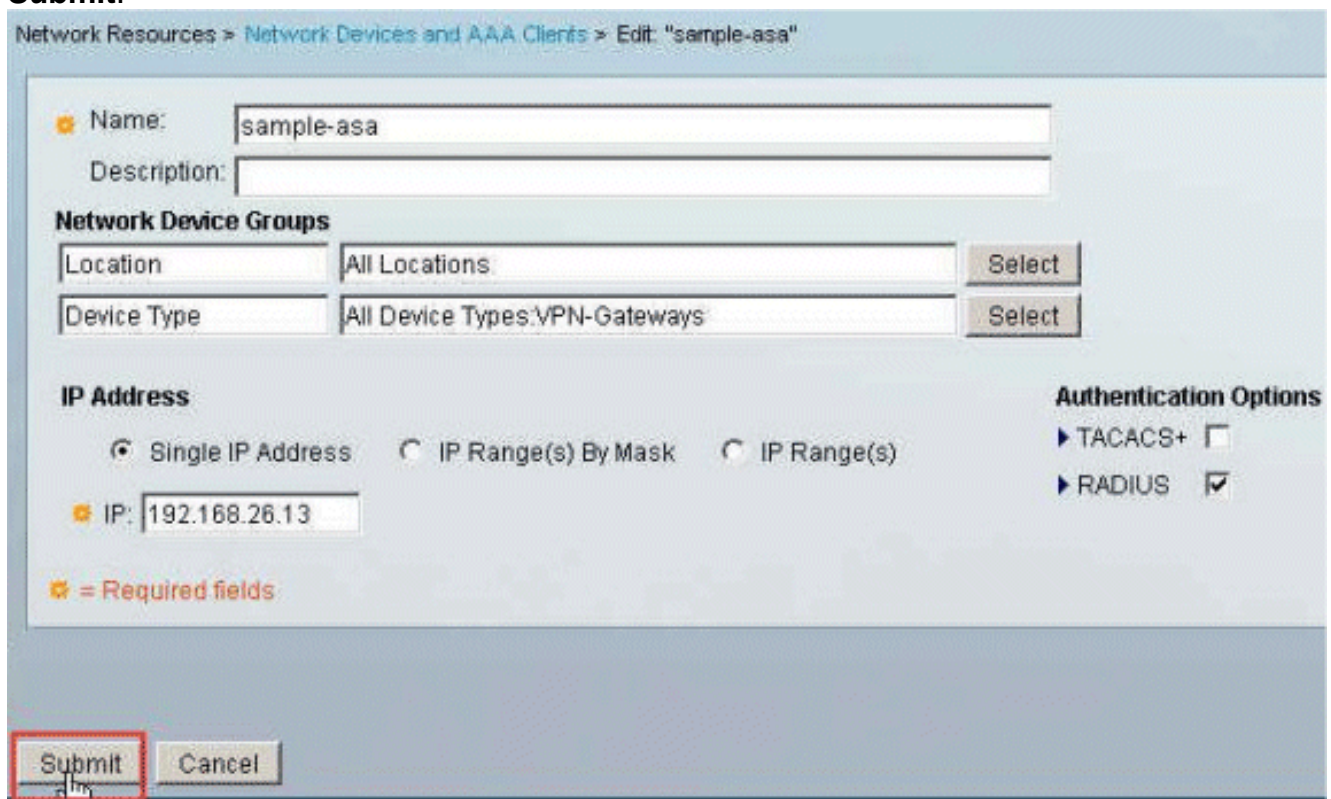 Submit.
Network Resources > Network Devices and AAA Clients > Edit: "sample-asa"
Name: sample-asa
Description:
Network Device Groups
Location All Locations Select
Device Type All Device Types:VPN-Gateways Select
IP Address Authentication Options
Single IP Address IP Range(s) By Mask IP Range(s) TACACS+
RADIUS
IP: 192.168.26.13
= Required fields
Submit Cancel